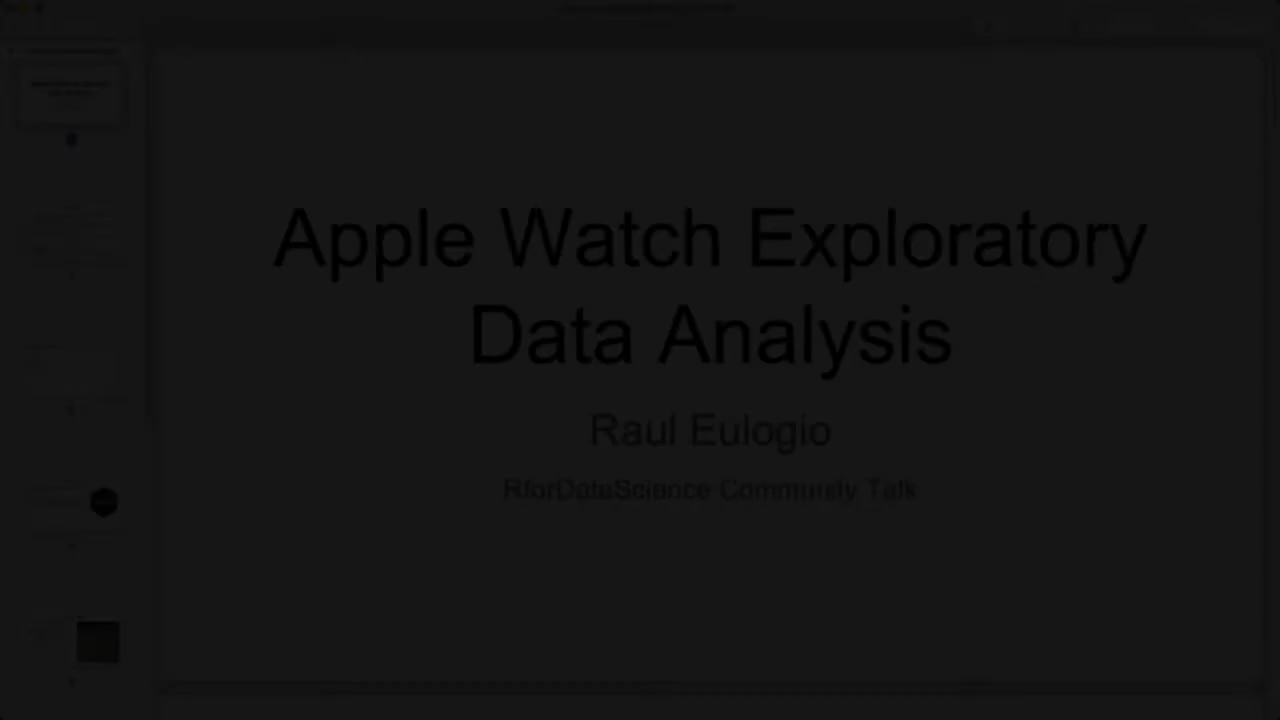 Apple Watch Exploratory
Data Analysis
Raul Eulogio
RforDataScience Community Talk